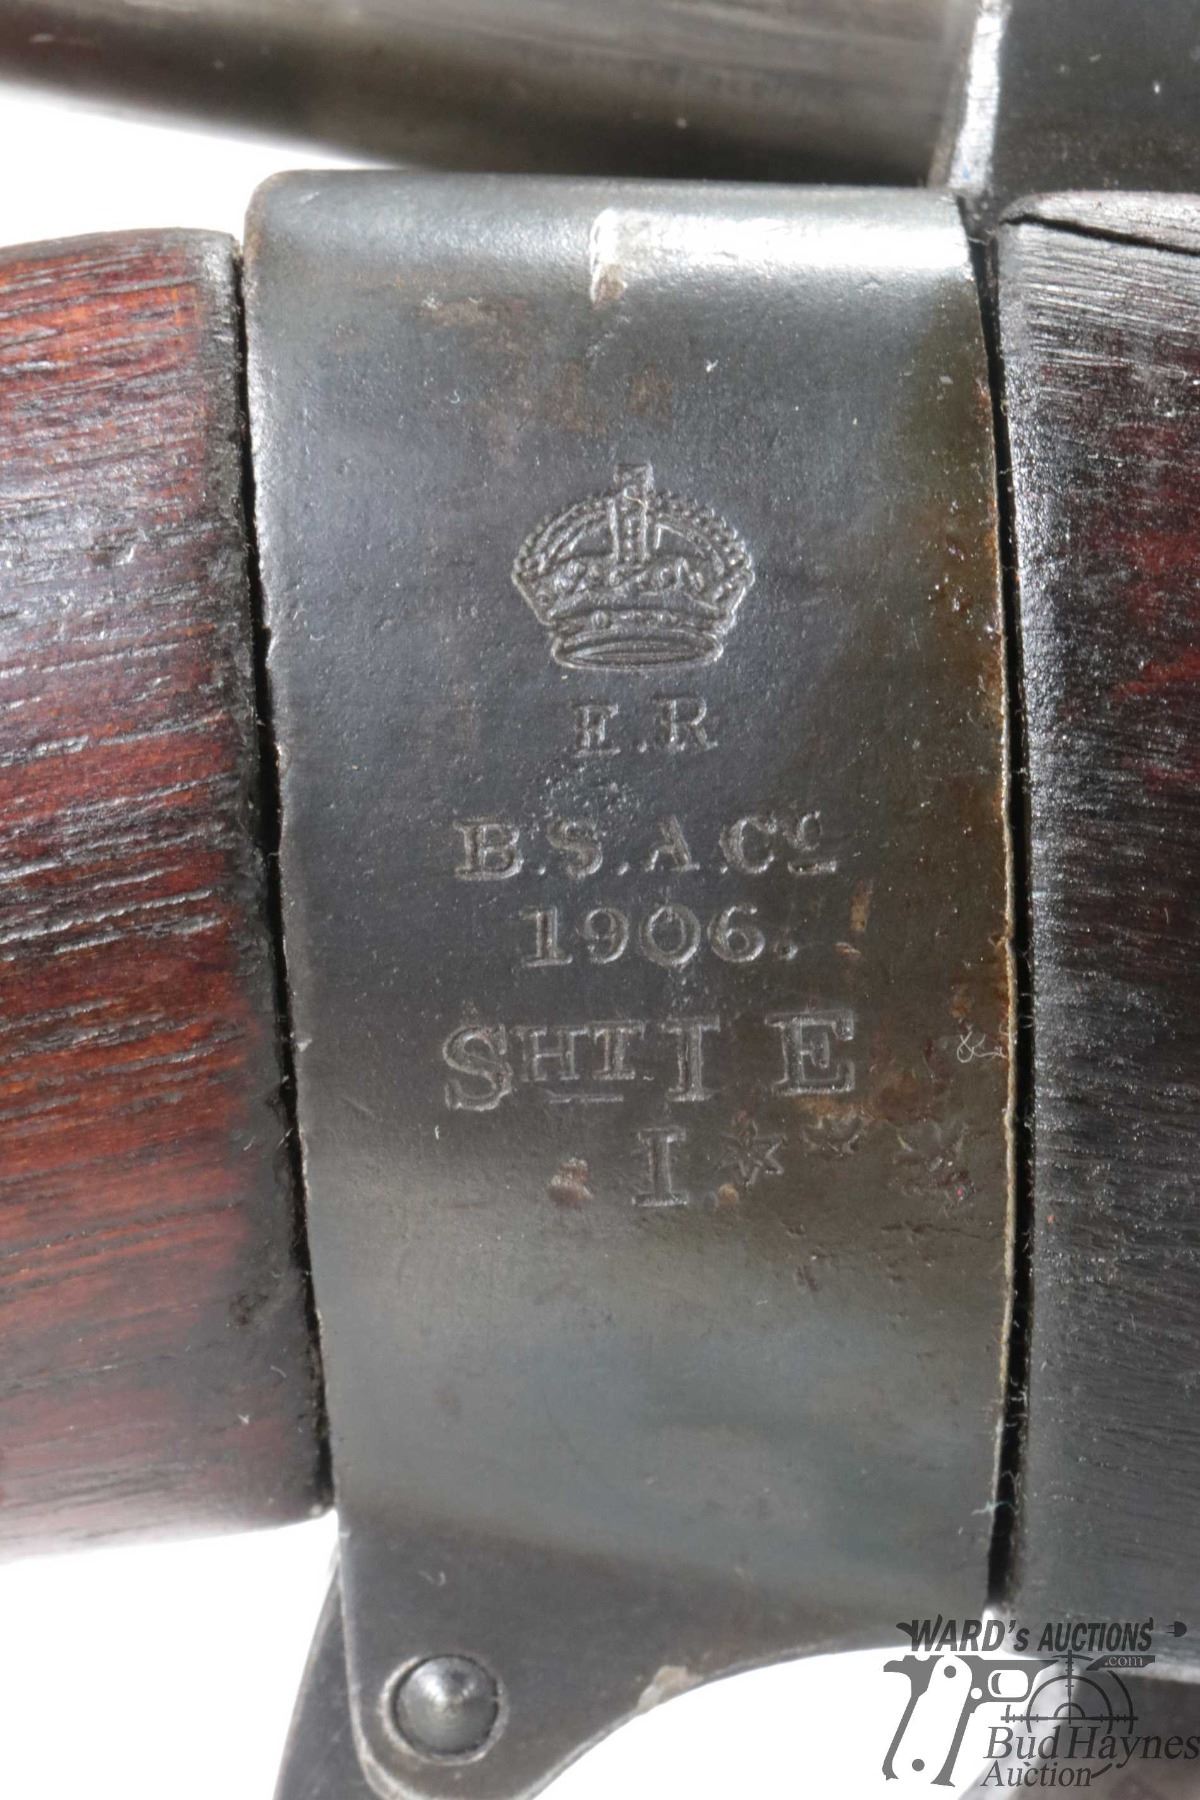 E.R
B.S.A.Co
1906.
SHT. I E
I.***
WARD's AUCTIONS
.com
Bud Haynes
Auction